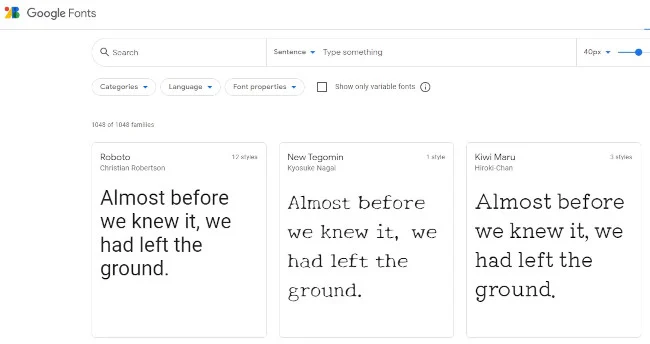 Google Fonts
Search
Sentence
Type something
40px
Categories
Language
Font properties
Show only variable fonts
1048 of 1048 families
Roboto
12 styles
Christian Robertson
Almost before
we knew it, we
had left the
ground.
New Tegomin
1 style
Kyosuke Nagai
Almost before
we knew it, we
had left the
ground.
Kiwi Maru
3 styles
Hiroki-Chan
Almost before
we knew it, we
had left the
ground.